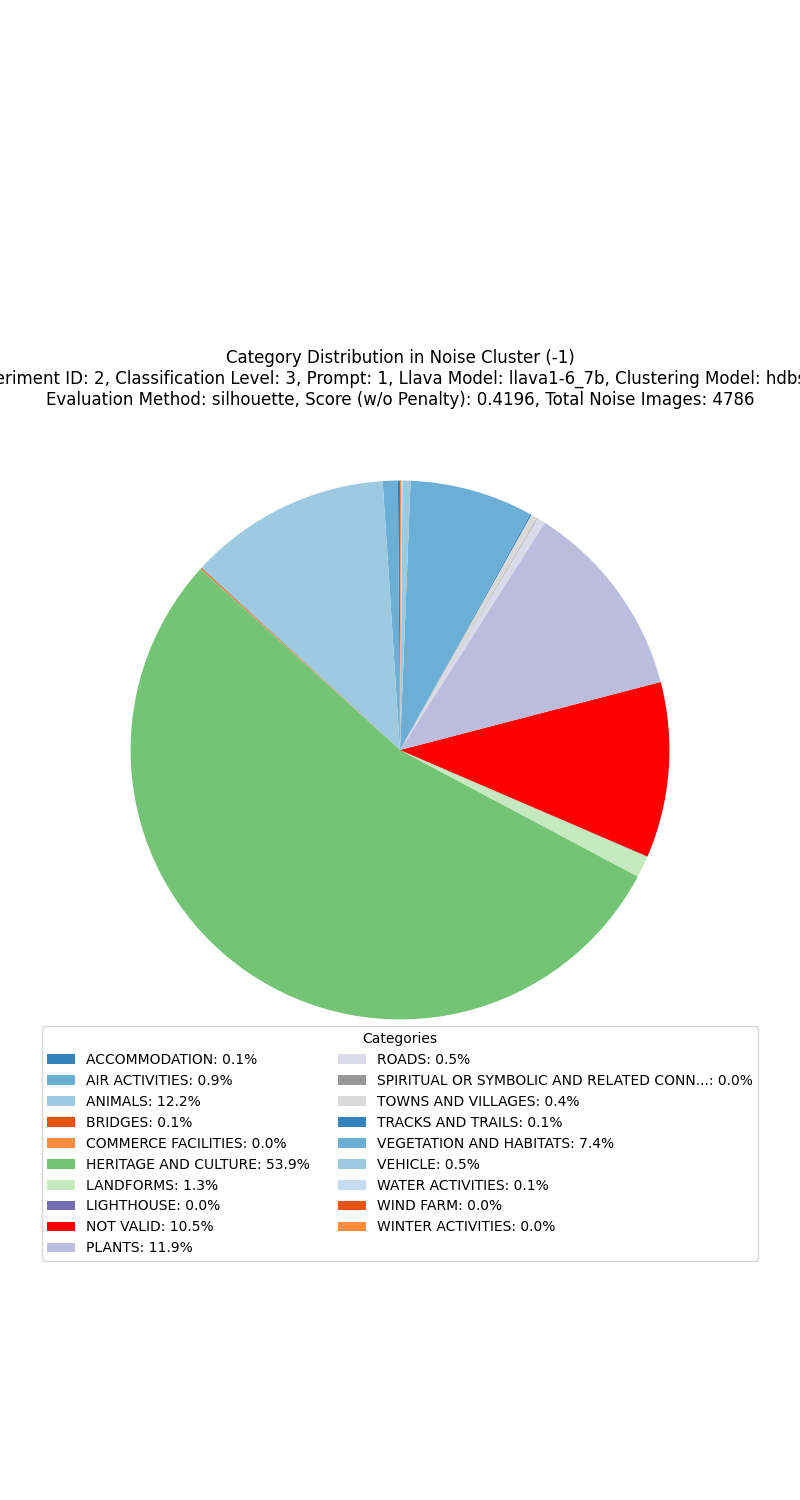 Category Distribution in Noise Cluster (-1)
eriment ID: 2, Classification Level: 3, Prompt: 1, Llava Model: llava1-6_7b, Clustering Model: hdbs
Evaluation Method: silhouette, Score (w/o Penalty): 0.4196, Total Noise Images: 4786
Categories
ACCOMMODATION: 0.1%
AIR ACTIVITIES: 0.9%
ANIMALS: 12.2%
BRIDGES: 0.1%
COMMERCE FACILITIES: 0.0%
HERITAGE AND CULTURE: 53.9%
LANDFORMS: 1.3%
LIGHTHOUSE: 0.0%
NOT VALID: 10.5%
PLANTS: 11.9%
ROADS: 0.5%
SPIRITUAL OR SYMBOLIC AND RELATED CONN...: 0.0%
TOWNS AND VILLAGES: 0.4%
TRACKS AND TRAILS: 0.1%
VEGETATION AND HABITATS: 7.4%
VEHICLE: 0.5%
WATER ACTIVITIES: 0.1%
WIND FARM: 0.0%
WINTER ACTIVITIES: 0.0%